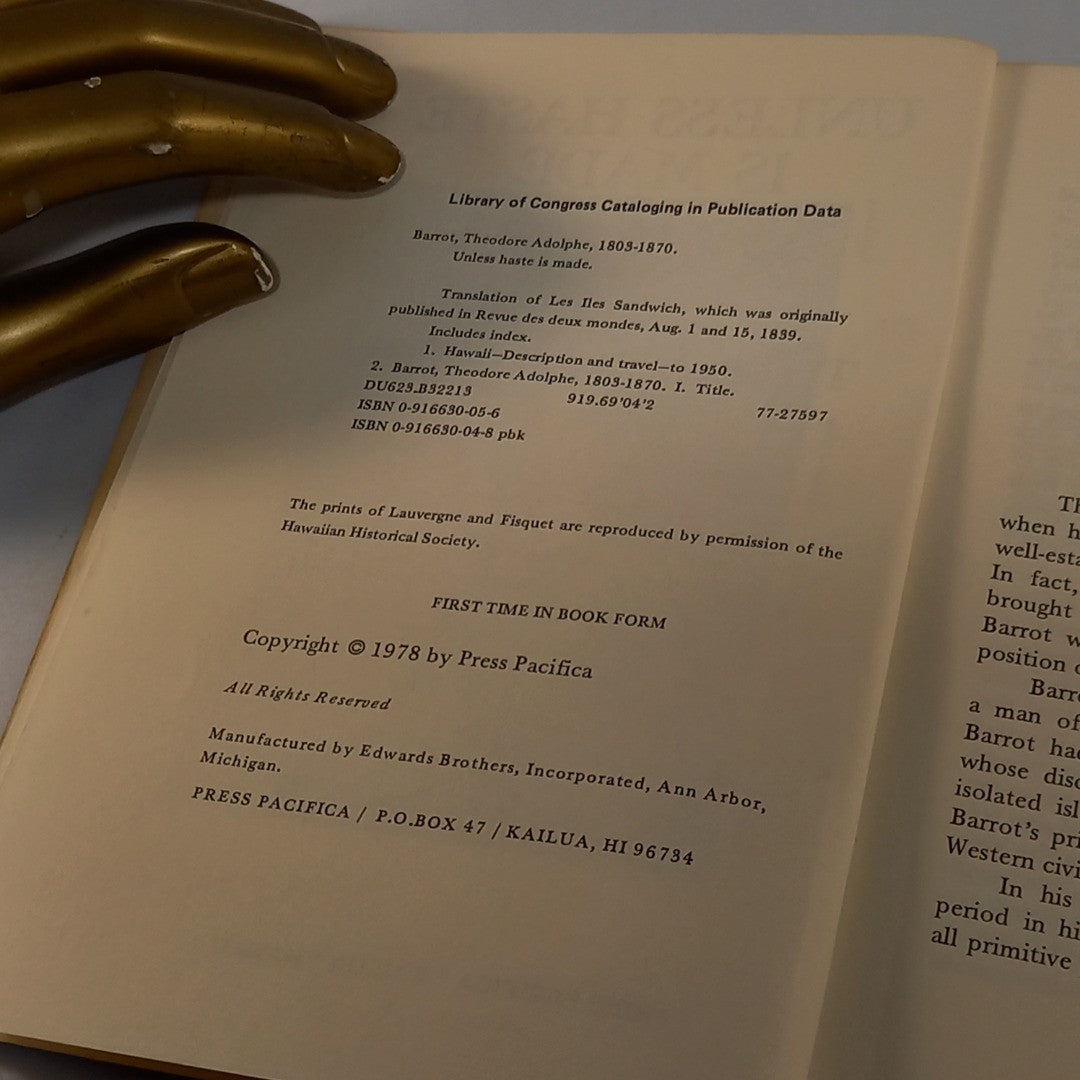 Library of Congress Cataloging in Publication Data
Barrot, Theodore Adolphe, 1803-1870.
Unless haste is made.
Translation of Les Iles Sandwich, which was originally
published in Revue des deux mondes, Aug. 1 and 15, 1839.
Includes index.
1. Hawaii—Description and travel—to 1950.
2. Barrot, Theodore Adolphe, 1803-1870. I. Title.
DU623.B32213 919.69'04'2 77-27597
ISBN 0-916630-05-6
ISBN 0-916630-04-8 pbk
The prints of Lauvergne and Fisquet are reproduced by permission of the
Hawaiian Historical Society.
FIRST TIME IN BOOK FORM
Copyright © 1978 by Press Pacifica
All Rights Reserved
Manufactured by Edwards Brothers, Incorporated, Ann Arbor,
Michigan.
PRESS PACIFICA / P.O.BOX 47 / KAILUA, HI 96734
when
well-esta
In fact,
brought
Barrot
position
Barro
a man of
Barrot had
whose disc
isolated isl
Barrot's pri
Western civi
In his
period in hi
all primitive